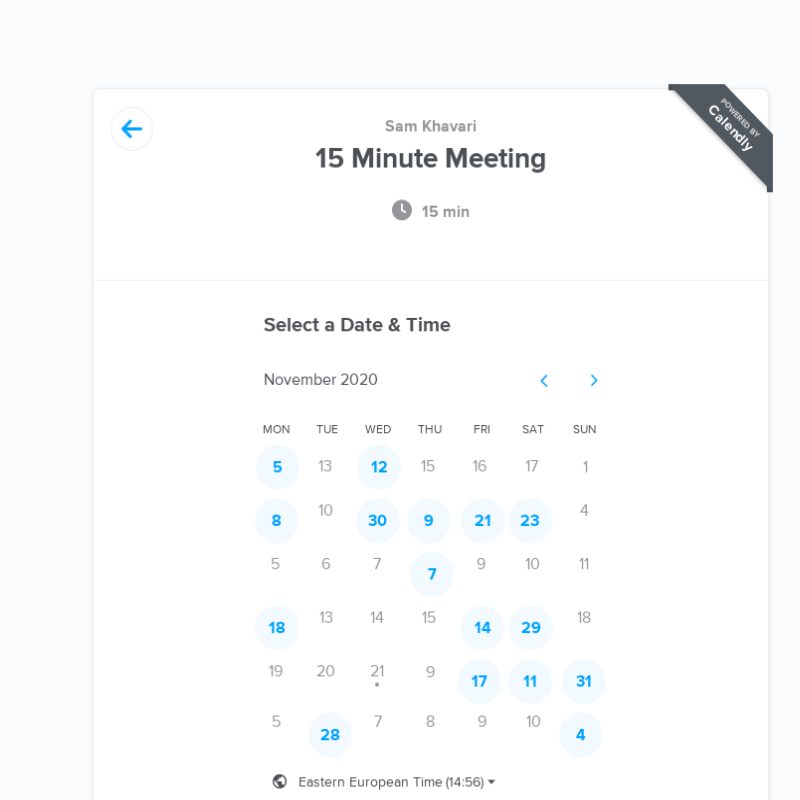 Sam Khavari
15 Minute Meeting
15 min
POWERED BY
Calendly
Select a Date & Time
November 2020
MON TUE WED THU FRI SAT SUN
5 13 12 15 16 17 1
8 10 30 9 21 23 4
5 6 7 7 9 10 11
18 13 14 15 14 29 18
19 20 21 9 17 11 31
5 28 7 8 9 10 4
Eastern European Time (14:56)